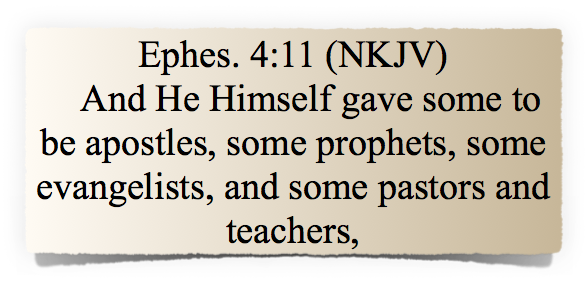 Ephes. 4:11 (NKJV)
And He Himself gave some to
be apostles, some prophets, some
evangelists, and some pastors and
teachers,